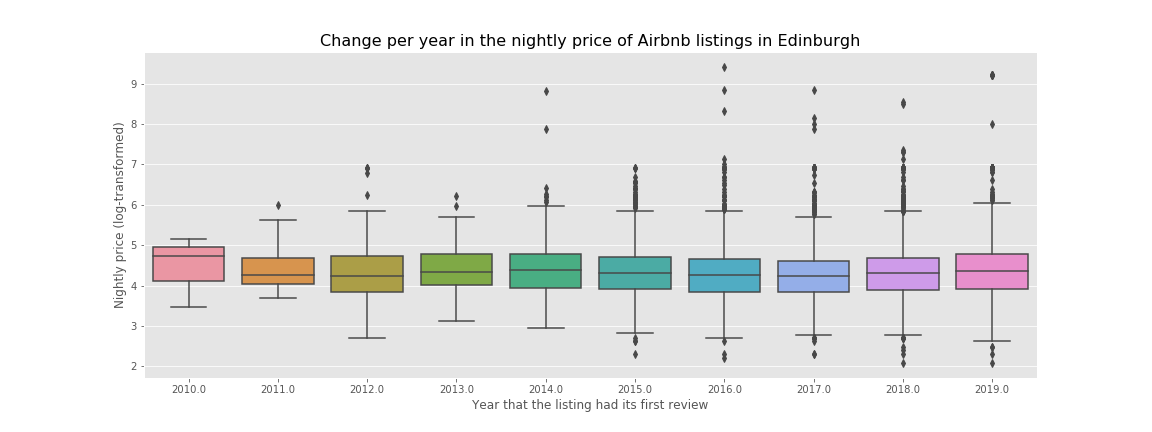 Change per year in the nightly price of Airbnb listings in Edinburgh
Nightly price (log-transformed)
9
8
7
6
5
4
3
2
2010.0 2011.0 2012.0 2013.0 2014.0 2015.0 2016.0 2017.0 2018.0 2019.0
Year that the listing had its first review